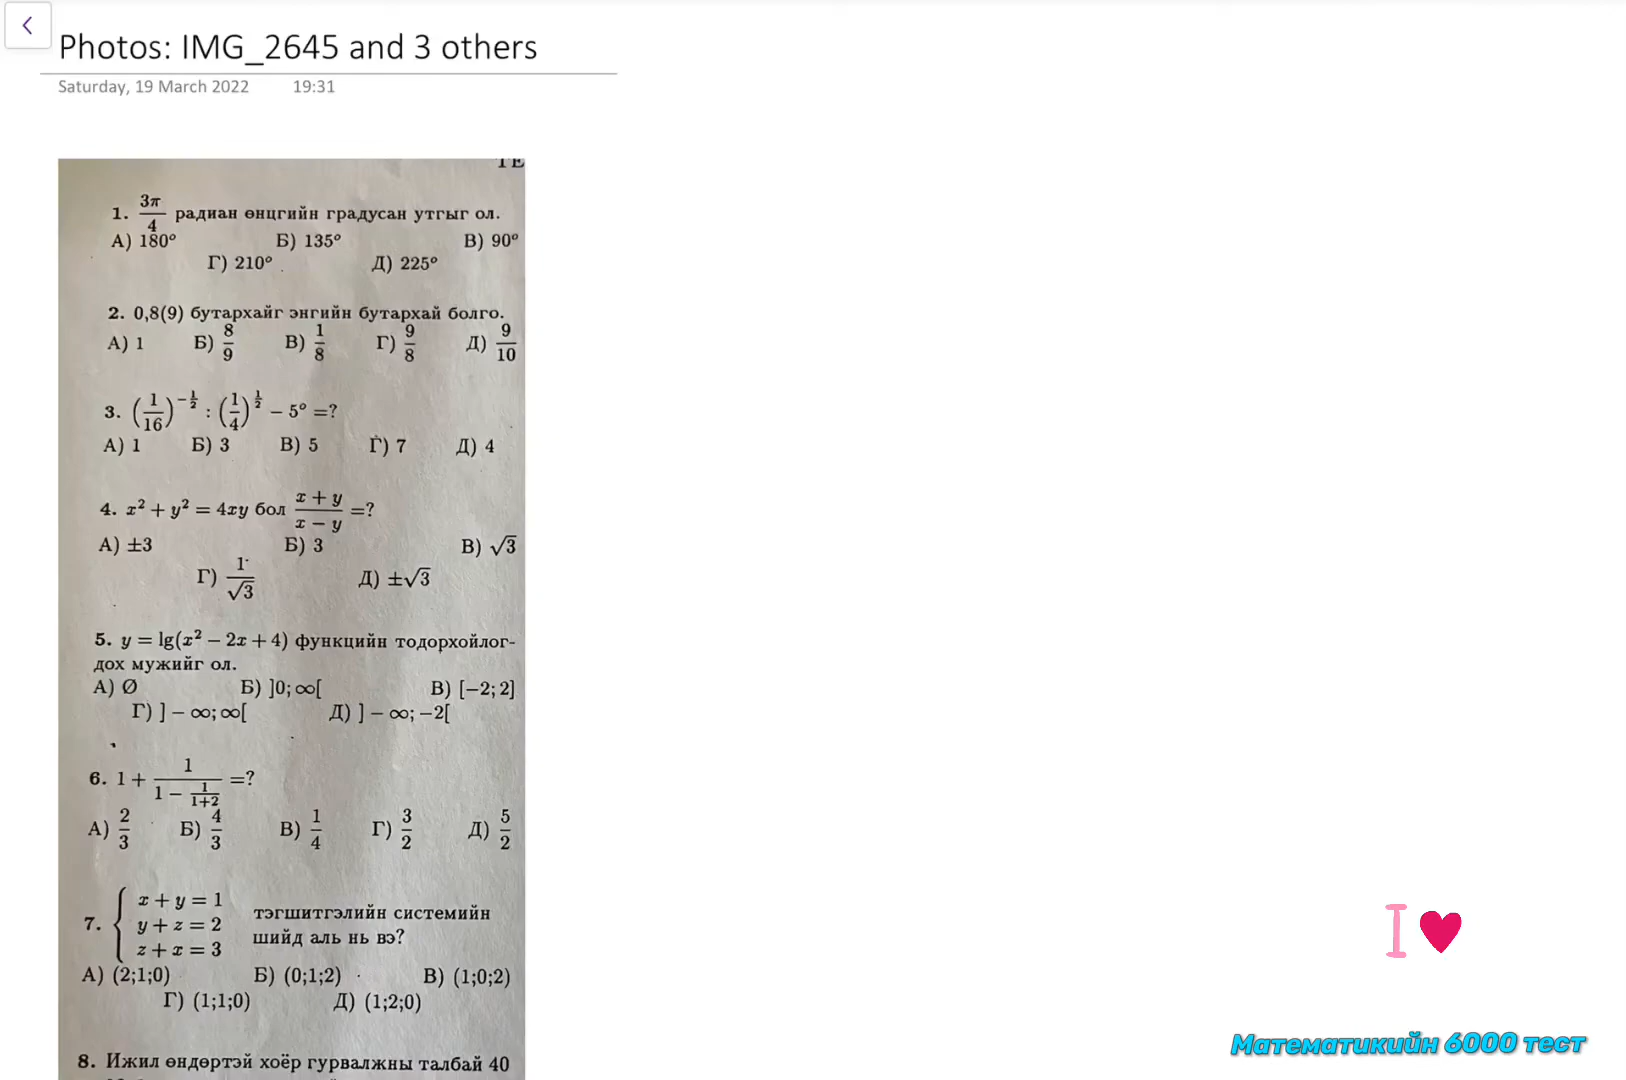 Photos: IMG_2645 and 3 others
Saturday, 19 March 2022 19:31
ТЕ
1. 3π/4 радиан өнцгийн градусан утгыг ол.
А) 180° Б) 135° В) 90°
Г) 210° Д) 225°
2. 0,8(9) бутархайг энгийн бутархай болго.
А) 1 Б) 8/9 В) 1/8 Г) 9/8 Д) 9/10
3. (1/16)^(-1/2) : (1/4)^(1/2) − 5° =?
А) 1 Б) 3 В) 5 Г) 7 Д) 4
4. x² + y² = 4xy бол (x + y)/(x − y) =?
А) ±3 Б) 3 В) √3
Г) 1/√3 Д) ±√3
5. y = lg(x² − 2x + 4) функцийн тодорхойлог-
дох мужийг ол.
А) Ø Б) ]0; ∞[ В) [−2; 2]
Г) ] − ∞; ∞[ Д) ] − ∞; −2[
6. 1 + 1/(1 − 1/(1+2)) =?
А) 2/3 Б) 4/3 В) 1/4 Г) 3/2 Д) 5/2
7. { x + y = 1
y + z = 2
z + x = 3
тэгшитгэлийн системийн
шийд аль нь вэ?
А) (2;1;0) Б) (0;1;2) В) (1;0;2)
Г) (1;1;0) Д) (1;2;0)
8. Ижил өндөртэй хоёр гурвалжны талбай 40
I
Математикийн 6000 тест